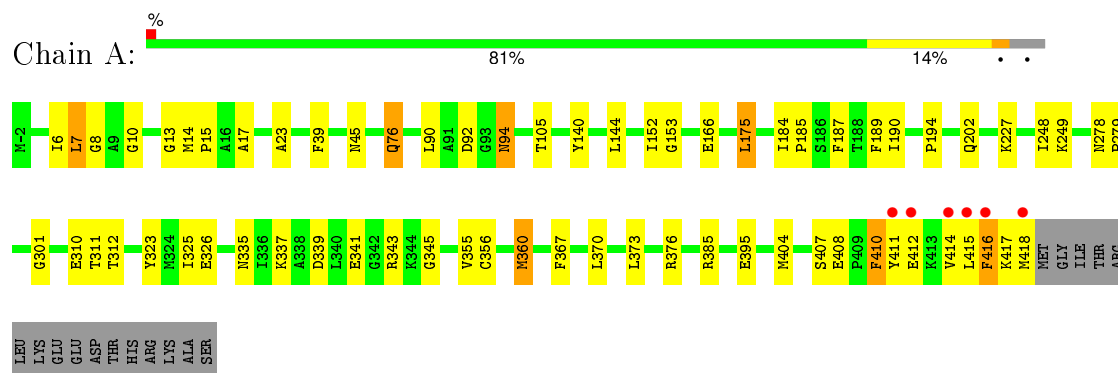 %
Chain A:
81% 14% • •
M-2 I6 L7 G8 A9 G10 G13 M14 P15 A16 A17 A23 F39 N45 Q76 L90 A91 D92 G93 N94 T105 Y140 L144 I152 G153 E166 L175 I184 P185 S186 F187 T188 F189 I190 P194 Q202 K227 I248 K249 N278 P279
G301 E310 T311 T312 Y323 M324 I325 E326 N335 I336 K337 A338 D339 L340 E341 G342 R343 K344 G345 V355 C356 M360 F367 L370 L373 R376 R385 E395 M404 S407 E408 P409 F410 Y411 E412 K413 V414 L415 F416 K417 M418 MET GLY ILE THR ARG
LEU LYS GLU GLU ASP THR HIS ARG LYS ALA SER